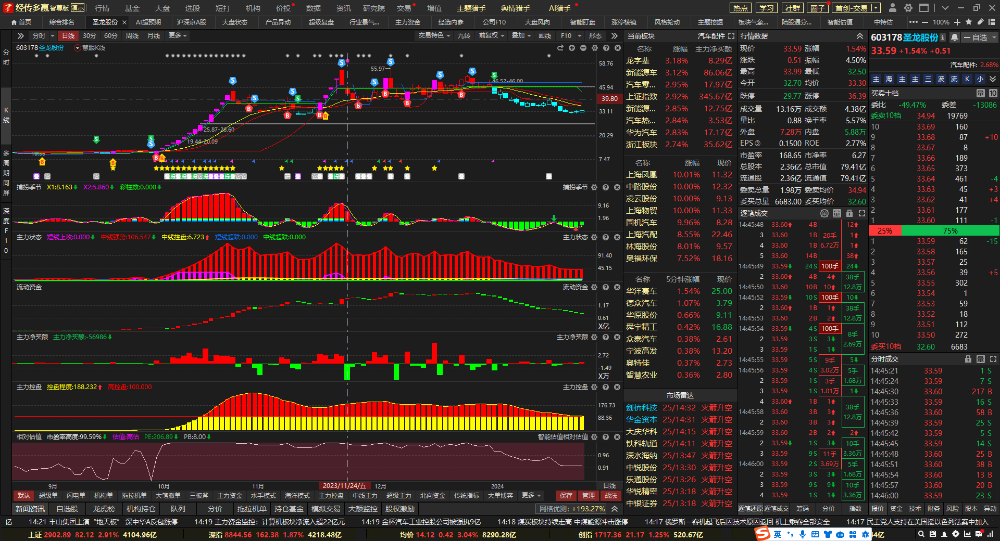 经传多赢 智尊版 演示 行情 基金 大盘 选股 短打 机构 价投 数据 资讯 研究院 交易 增值 主题猎手 舆情猎手 AI猎手 热点 学习 社群 圈子 首创-交易
首页 综合排名 圣龙股份 × AI超预期 沪深京A股 大盘状态 产品异动 超级复盘 行业景气... 主力资金 经选内参 公司F10 大盘风向 智能盯盘 涨停棱镜 风格轮动 主题挖掘 板块气象... 陆股通分... 智能估值 中特估 100%
分时 日线 30分 60分 周线 月线 更多 交易特色 九转 前复权 叠加 画线 F10 形态
603178圣龙股份 慧眼K线
分时
K线
多周期同屏
深度F10
58.76
55.97
45.94
46.52-46.00
39.80
33.11
25.87-26.60
20.29
19.44-20.09
7.47
捕捞季节 X1:8.163 X2:5.860 彩柱数:0.000 捕捞季节
9.16
1.96
主力状态 短线上攻:0.000 中线强势:106.547 中线控盘:6.723 短线超跌:0.000 中线超跌:0.000 主力状态
91.40
45.15
流动资金 流动资金
1.17
0.61
X亿
主力净买额 主力净买额:-56986 主力净买额
2.72
-1.49
X万
主力控盘 控盘程度:188.232 高控盘:100.000 主力控盘
176.73
88.36
相对估值 市盈率高度:99.59% 估值:高估 PE:206.89 PB:8.00 智能估值相对估值
0.96
0.91
9月 10月 11月 2023/11/24/五 12月 2024 日线
默认 超级单 闪电单 机构单 拖拉机单 大笔撤单 三板斧 主力资金 水手模式 海洋模式 主力控盘 中线主力 超级主力 北向资金 传统指标 大单博弈 更多 保存 管理 战法
新闻资讯 自选股 龙虎榜 机构持仓 队列 分价 拖拉机单 持仓基金 模拟交易 大额监控 股权激励 网格优测: +193.27%
当前板块 汽车配件
名称 涨幅 主力净买额
龙字辈 3.18% 8.29亿
新能源车 3.12% 86.06亿
汽车零... 2.95% 17.97亿
上证指数 2.92% 345.67亿
新能源... 2.85% 12.75亿
汽车热... 2.84% 3.53亿
华为汽车 2.83% 17.17亿
浙江板块 2.74% 35.62亿
名称 涨幅 现价
上海凤凰 10.01% 11.32
中路股份 10.00% 12.32
凌云股份 10.00% 9.13
上海物贸 10.00% 11.33
国机汽车 9.96% 8.28
上海汽配 8.55% 22.46
林海股份 8.01% 9.57
奥福环保 7.52% 18.16
名称 5分钟涨幅 现价
华洋赛车 1.54% 25.00
德众汽车 1.07% 3.79
华原股份 0.66% 9.11
舜宇精工 0.42% 16.88
众泰汽车 0.38% 2.61
宁波高发 0.38% 13.20
奥特佳 0.37% 2.73
智慧农业 0.36% 2.80
市场雷达
剑桥科技 25/14:32 火箭升空
华金资本 25/14:31 火箭升空
大庆华科 25/14:15 火箭升空
铁科轨道 25/14:11 火箭升空
深水海纳 25/13:47 火箭升空
中锐股份 25/13:30 火箭升空
乐通股份 25/13:26 火箭升空
华锐精密 25/13:18 火箭升空
中银证券 25/13:18 火箭升空
行情数据
现价 33.59 涨幅 1.54%
涨跌 0.51 振幅 4.50%
最高 33.99 最低 32.50
今开 32.70 均价 33.30
跌停 29.77 涨停 36.39
成交量 13.16万 成交额 4.38亿
量比 0.88 换手率 5.57%
外盘 7.28万 内盘 5.88万
EPS③ 0.1500 ROE 2.77%
市盈率 168.65 市净率 6.27
总股本 2.36亿 总市值 79.41亿
流通股 2.36亿 流通值 79.41亿
委卖总量 1.98万 委卖均价 34.94
委买总量 6683.00 委买均价 32.60
逐笔成交
14:45:48 33.60 4B 12
3 33.60 1B 20手 1
4 33.60 1B 6.72万 1
5 33.60 14B 38
14:45:49 33.59 24S 100手 24
2 33.60 4B 4 38手
14:45:50 33.60 10B 10 12.8万
14:45:52 33.59 10S 100手 10
2 33.60 1B 1 38手
14:45:53 33.60 2B 2 12.8万
14:45:54 33.59 4S 100手 8手
2 33.59 3S 3 2.69万
3 33.59 1S 1
14:45:55 33.59 5S 9手 5
14:45:56 33.59 4S 3.02万 5手
2 33.59 1S 3手 1.68万
3 33.59 1S 1.01万 1
4 33.60 1B 1 38手
14:45:58 33.60 3B 3 12.8万
2 33.60 3B 3
14:45:59 33.60 2B 2 2
2 33.59 1S 3 10手
3 33.59 9S 11手 3.36万
14:46:00 33.59 2S 3.69万 5手
2 33.59 3S 3 1.68万
3 33.59 9S 9 10手
4 33.59 1S 1 3.36万
逐笔还原 逐笔成交 筹码 分价 指数
603178圣龙股份 自选
33.59 +1.54% +0.51
汽车配件: 2.68%
主 海 主 主 三 波 流 K 小
买卖十档 量 10
委比 -49.47% 委差 -13086
委卖10档 34.94 19769
10 33.69 160
9 33.68 87 +10
8 33.67 8
7 33.66 189
6 33.65 373
5 33.64 461 -4
4 33.63 45 +3
3 33.62 41 +4
2 33.61 177
1 33.60 111 -1
25% 75%
1 33.59 62 -15
2 33.58 165
3 33.57 25
4 33.56 39 +5
5 33.55 302
6 33.54 1
7 33.53 59
8 33.52 18
9 33.51 112
10 33.50 272
委买10档 32.60 6683
分时成交
14:45:21 33.59 1 S
14:45:24 33.59 7 S
14:45:30 33.60 217 B
14:45:33 33.59 16 S
14:45:36 33.60 58 B
14:45:39 33.59 25 S
14:45:42 33.59 5 S
14:45:45 33.59 14 S
14:45:48 33.60 25 B
14:45:51 33.60 38 B
14:45:54 33.60 13 B
14:45:57 33.60 20 B
14:46:00 33.59 23 S
报价 资金 技术 财务 风险 股本 异动
亿 14:21 丰山集团上演“地天板” 深中华A反包涨停 14:19 主力资金监控：计算机板块净流入超22亿元 14:19 金杯汽车工业控股公司被强执9亿 14:18 煤炭板块持续走高 中煤能源冲击涨停 14:17 俄罗斯一客机起飞后因技术原因返回 机上乘客全部安全 14:17 民主党人支持在美国援以色列法案中加入
上证 2902.89 82.12 2.91% 4104.96亿 深指 8844.56 162.38 1.87% 4218.48亿 均价 14.12 0.42 3.04% 8290.28亿 创指 1717.36 21.17 1.25% 520.67亿 英 4亿